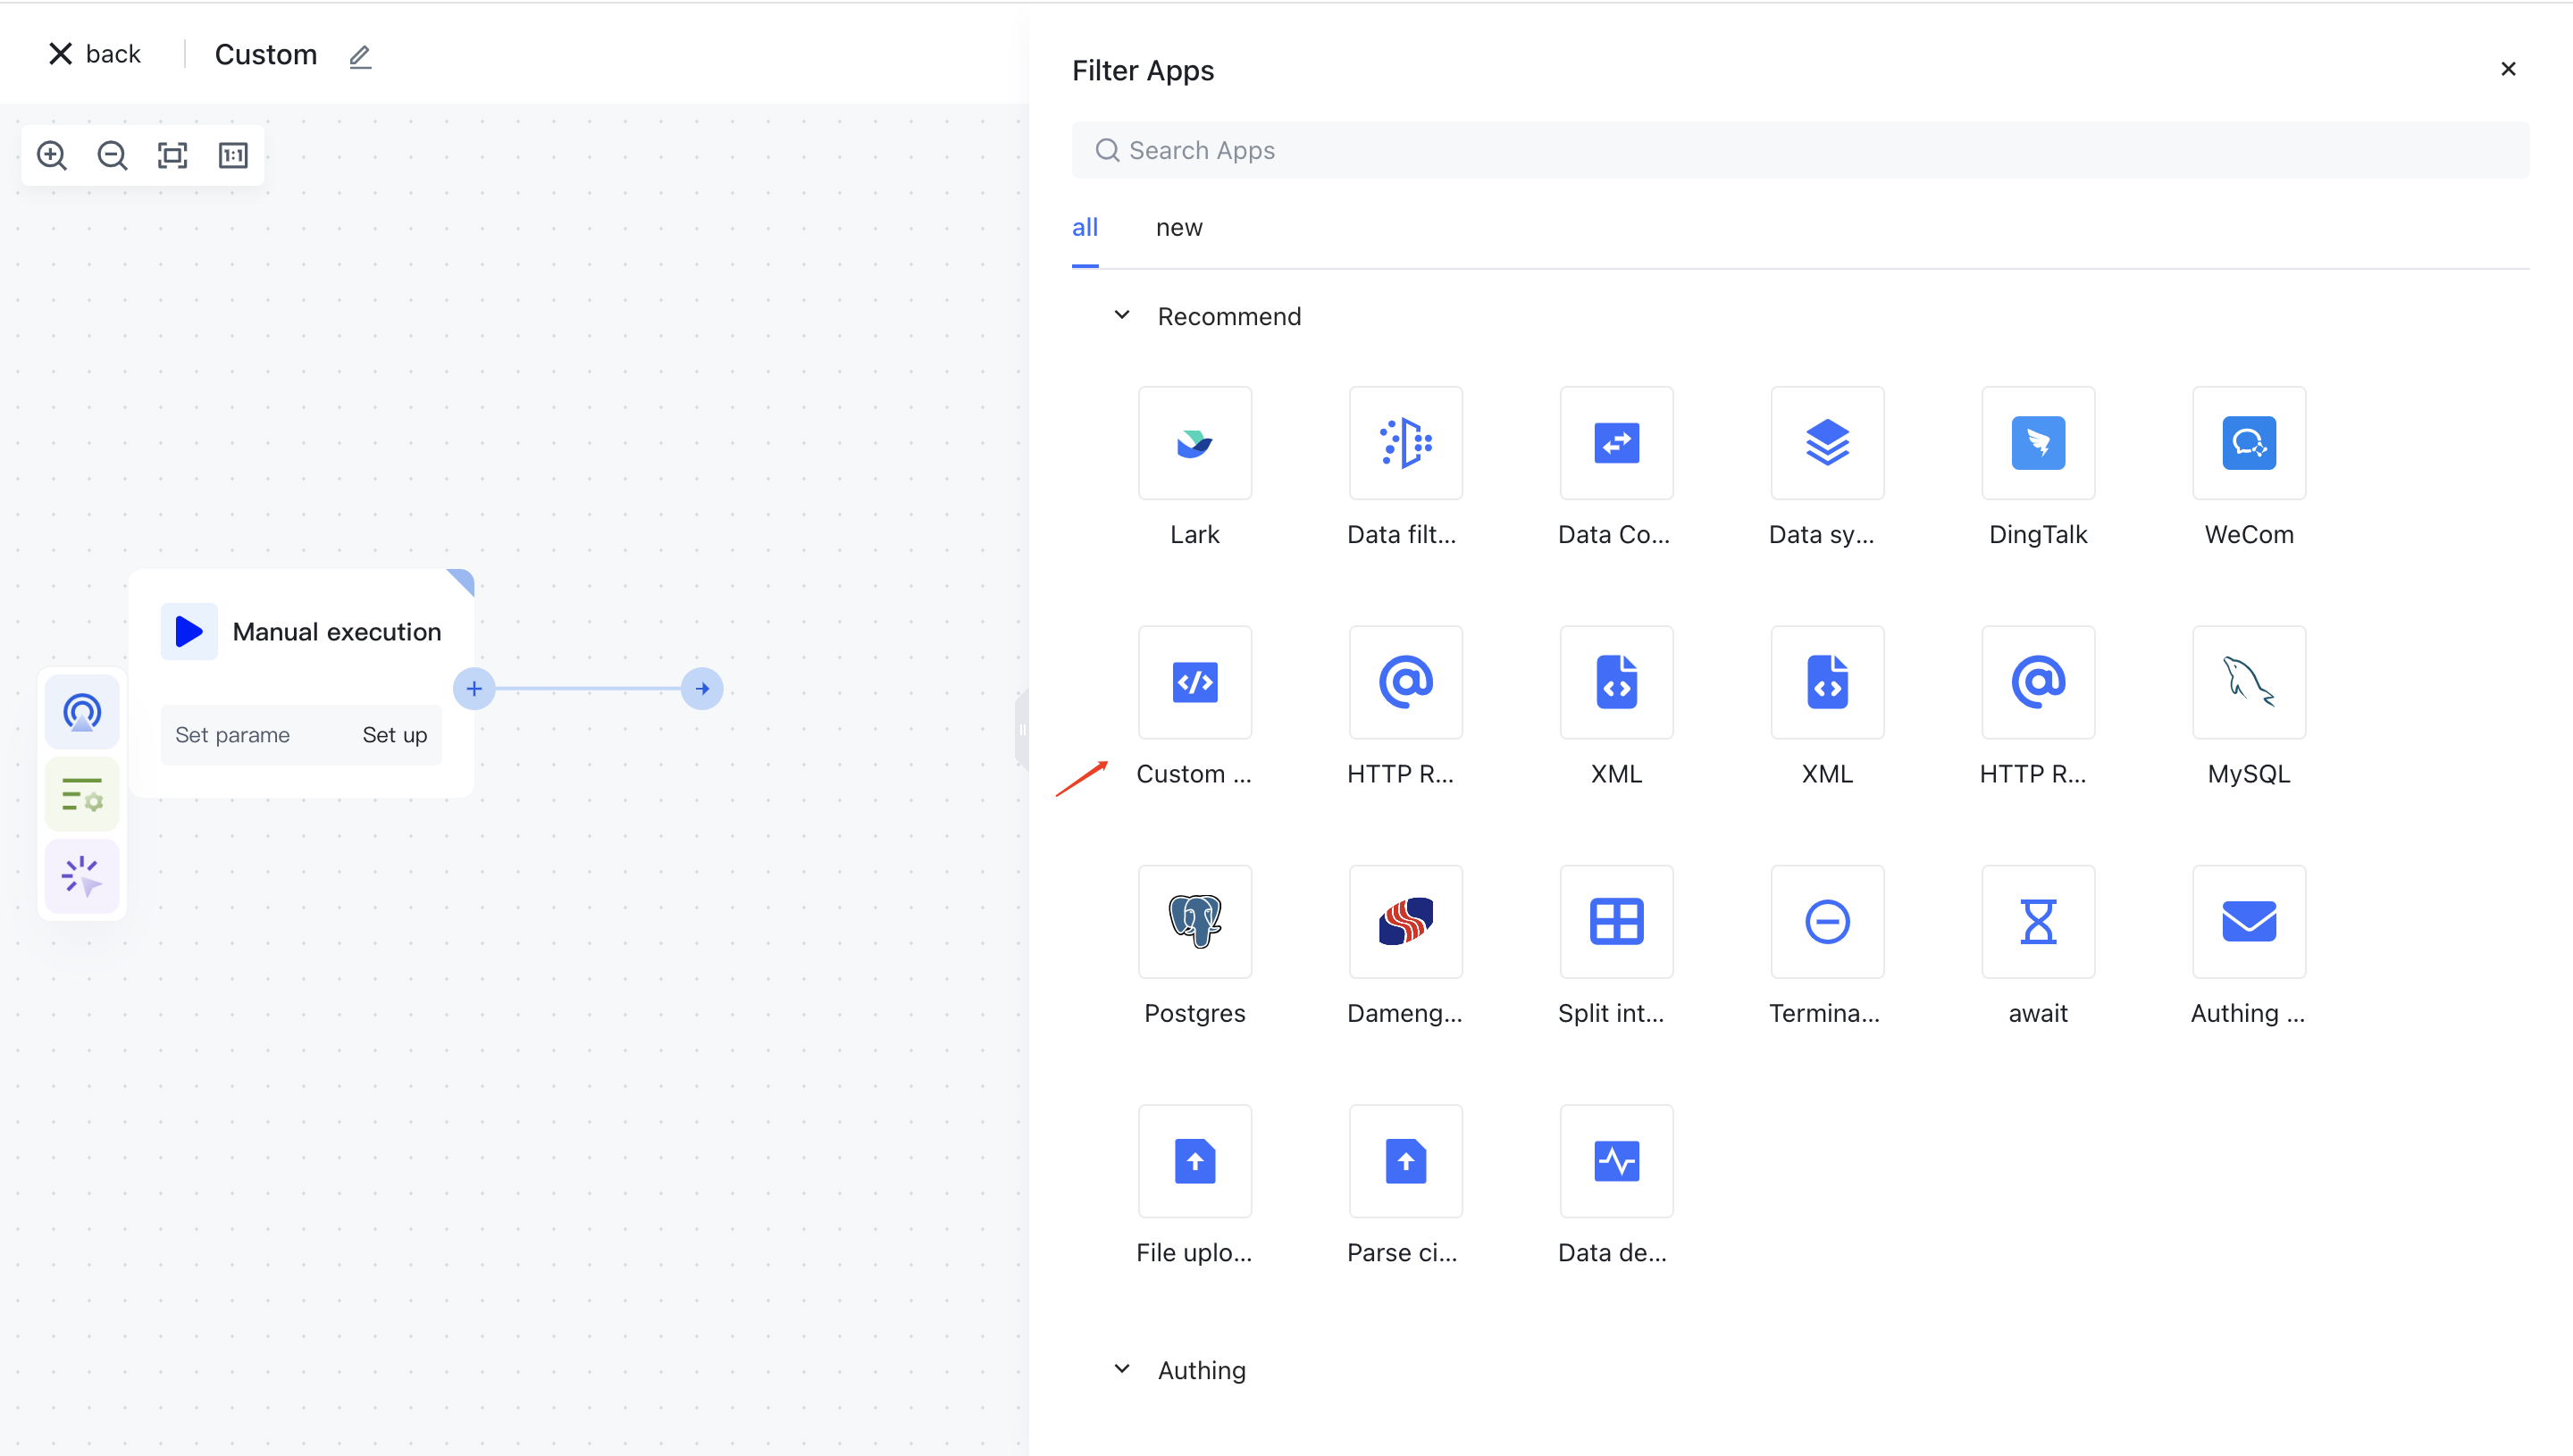 back
Custom
Filter Apps
Search Apps
all
new
Recommend
Lark
Data filt...
Data Co...
Data sy...
DingTalk
WeCom
Manual execution
Set parame
Set up
Custom ...
HTTP R...
XML
XML
HTTP R...
MySQL
Postgres
Dameng...
Split int...
Termina...
await
Authing ...
File uplo...
Parse ci...
Data de...
Authing